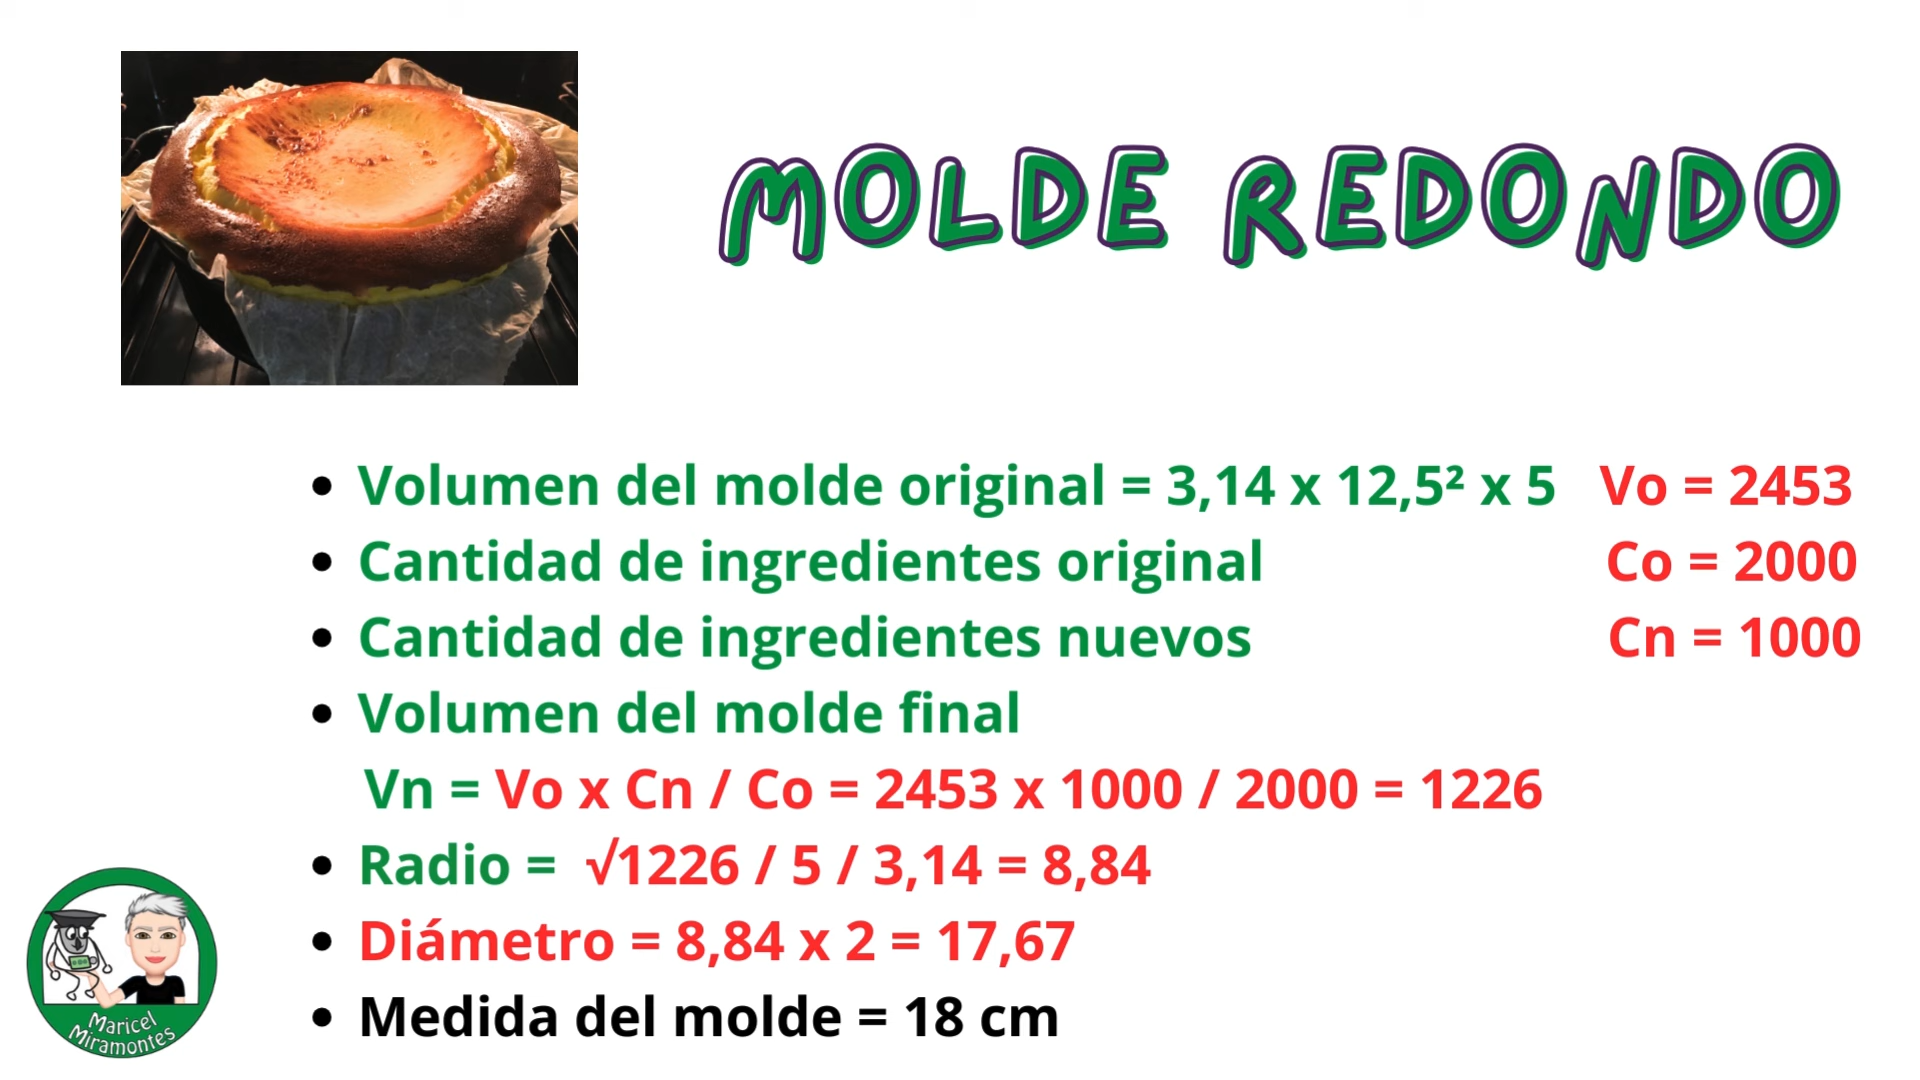 MOLDE REDONDO
Volumen del molde original = 3,14 x 12,5² x 5 Vo = 2453
Cantidad de ingredientes original Co = 2000
Cantidad de ingredientes nuevos Cn = 1000
Volumen del molde final
Vn = Vo x Cn / Co = 2453 x 1000 / 2000 = 1226
Radio = √1226 / 5 / 3,14 = 8,84
Diámetro = 8,84 x 2 = 17,67
Medida del molde = 18 cm
Maricel
Miramontes